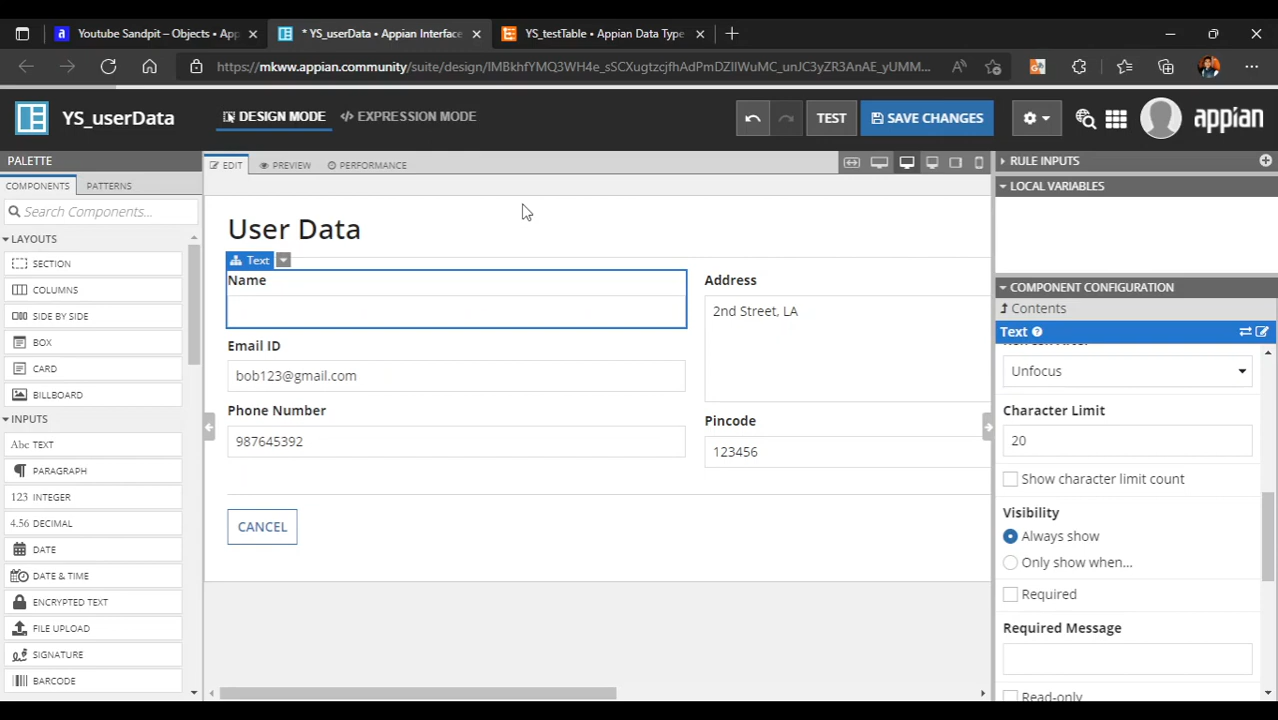 Youtube Sandpit – Objects • App
* YS_userData • Appian Interface
YS_testTable • Appian Data Type
https://mkww.appian.community/suite/design/
YS_userData
DESIGN MODE
</> EXPRESSION MODE
TEST
SAVE CHANGES
appian
PALETTE
EDIT
PREVIEW
PERFORMANCE
RULE INPUTS
COMPONENTS
PATTERNS
LOCAL VARIABLES
Search Components...
LAYOUTS
SECTION
COLUMNS
SIDE BY SIDE
BOX
CARD
BILLBOARD
INPUTS
Abc TEXT
PARAGRAPH
123 INTEGER
4.56 DECIMAL
DATE
DATE & TIME
ENCRYPTED TEXT
FILE UPLOAD
SIGNATURE
BARCODE
User Data
Text
Name
Email ID
bob123@gmail.com
Phone Number
987645392
Address
2nd Street, LA
Pincode
123456
CANCEL
COMPONENT CONFIGURATION
Contents
Text
Unfocus
Character Limit
20
Show character limit count
Visibility
Always show
Only show when...
Required
Required Message
Read-only